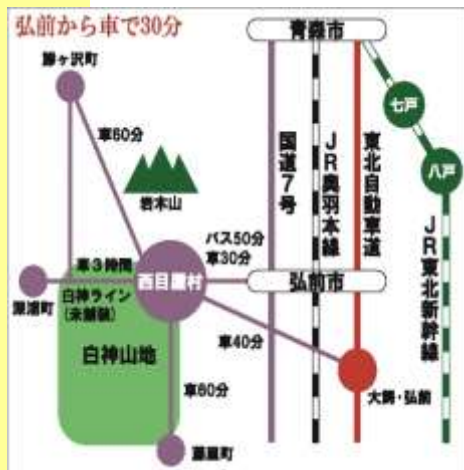 弘前から車で30分
青森市
鰺ヶ沢町
七戸
車60分
八戸
国道7号
JR奥羽本線
東北自動車道
岩木山
バス50分
車30分
車3時間
西目屋村
弘前市
JR東北新幹線
深浦町
白神ライン
(未舗装)
白神山地
車40分
車60分
大鰐・弘前
藤里町